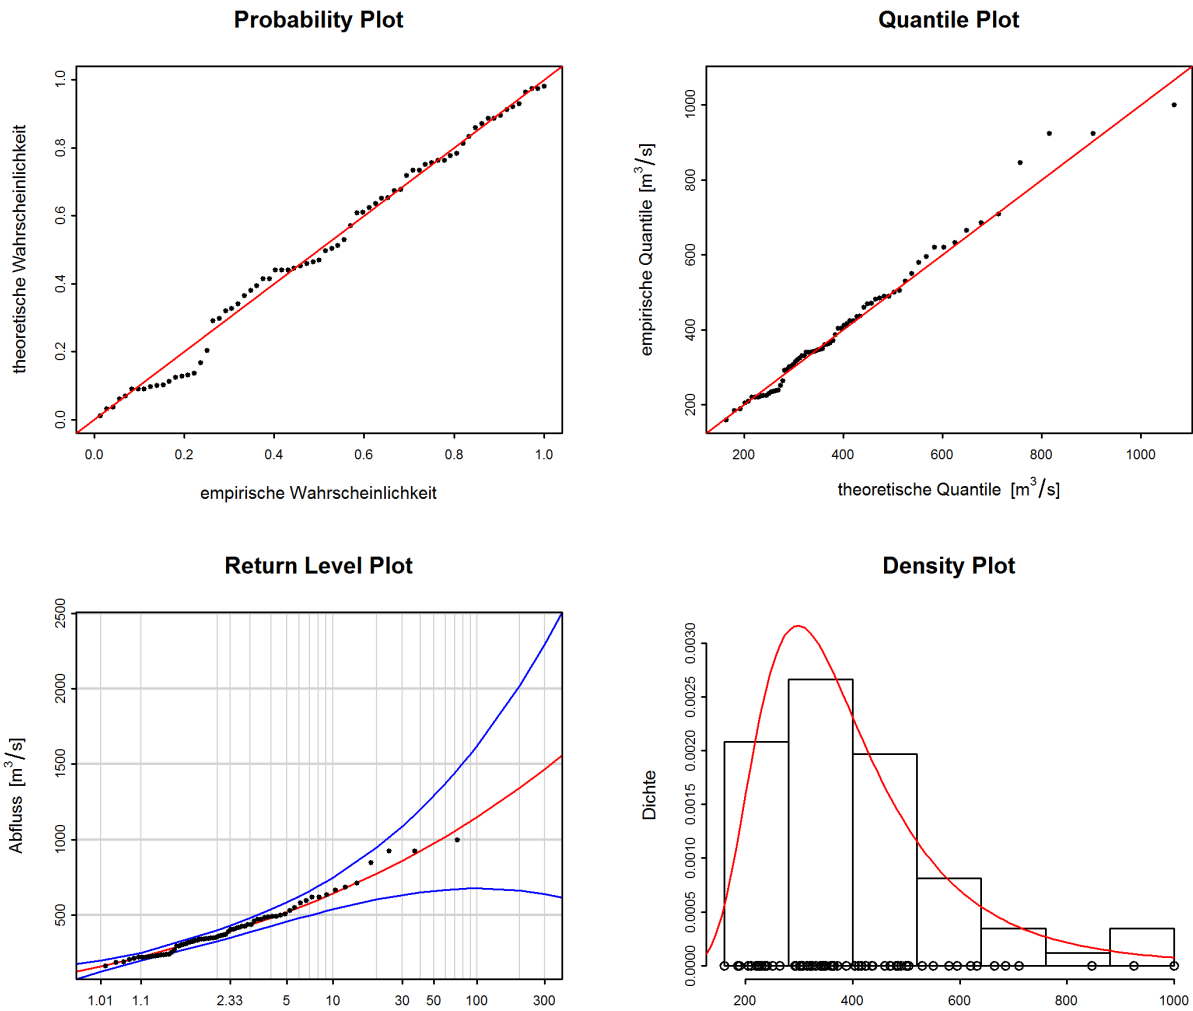 Probability Plot
theoretische Wahrscheinlichkeit
0.0 0.2 0.4 0.6 0.8 1.0
0.0 0.2 0.4 0.6 0.8 1.0
empirische Wahrscheinlichkeit
Quantile Plot
empirische Quantile [m³/s]
200 400 600 800 1000
200 400 600 800 1000
theoretische Quantile [m³/s]
Return Level Plot
Abfluss [m³/s]
500 1000 1500 2000 2500
1.01 1.1 2.33 5 10 30 50 100 300
Density Plot
Dichte
0.0000 0.0005 0.0010 0.0015 0.0020 0.0025 0.0030
200 400 600 800 1000